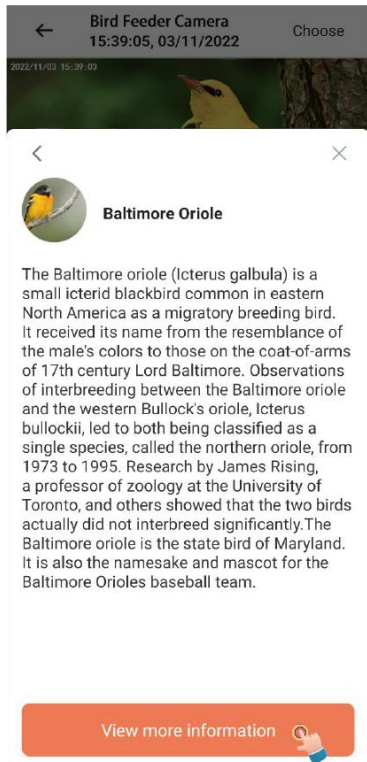 Bird Feeder Camera
15:39:05, 03/11/2022
Choose
2022/11/03 15:39:03
Baltimore Oriole
The Baltimore oriole (Icterus galbula) is a
small icterid blackbird common in eastern
North America as a migratory breeding bird.
It received its name from the resemblance of
the male's colors to those on the coat-of-arms
of 17th century Lord Baltimore. Observations
of interbreeding between the Baltimore oriole
and the western Bullock's oriole, Icterus
bullockii, led to both being classified as a
single species, called the northern oriole, from
1973 to 1995. Research by James Rising,
a professor of zoology at the University of
Toronto, and others showed that the two birds
actually did not interbreed significantly.The
Baltimore oriole is the state bird of Maryland.
It is also the namesake and mascot for the
Baltimore Orioles baseball team.
View more information